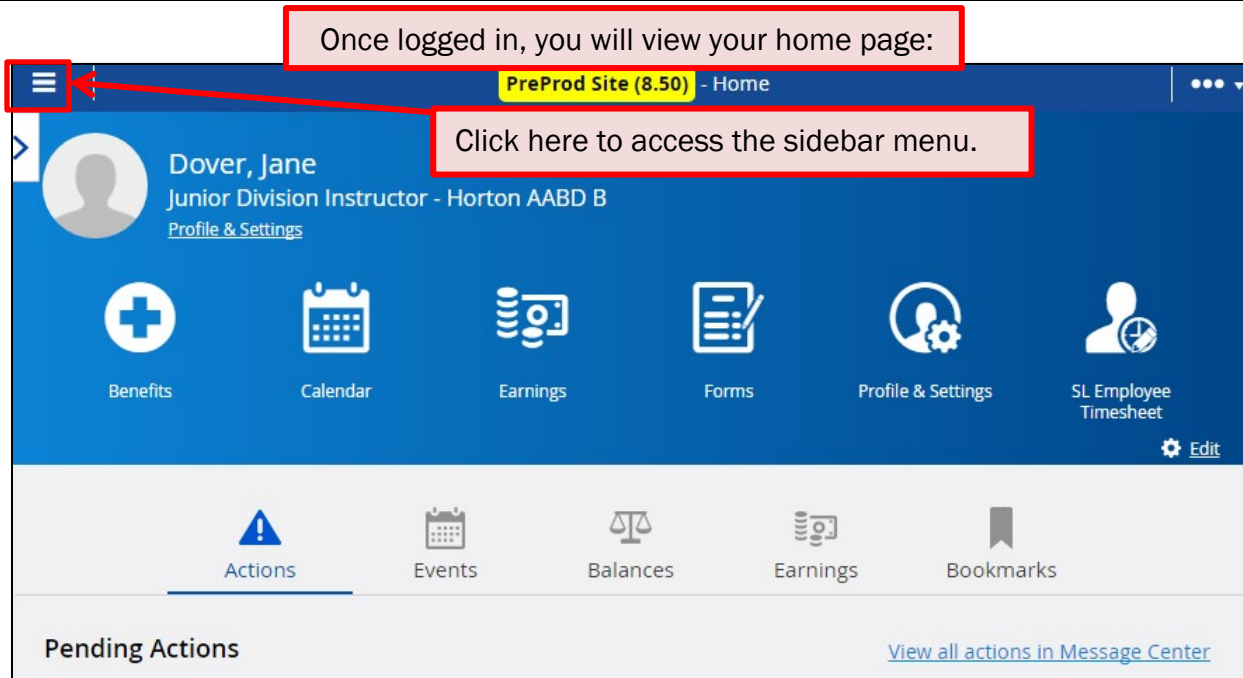 Once logged in, you will view your home page:
PreProd Site (8.50) - Home
Click here to access the sidebar menu.
Dover, Jane
Junior Division Instructor - Horton AABD B
Profile & Settings
Benefits
Calendar
Earnings
Forms
Profile & Settings
SL Employee
Timesheet
Edit
Actions
Events
Balances
Earnings
Bookmarks
Pending Actions
View all actions in Message Center